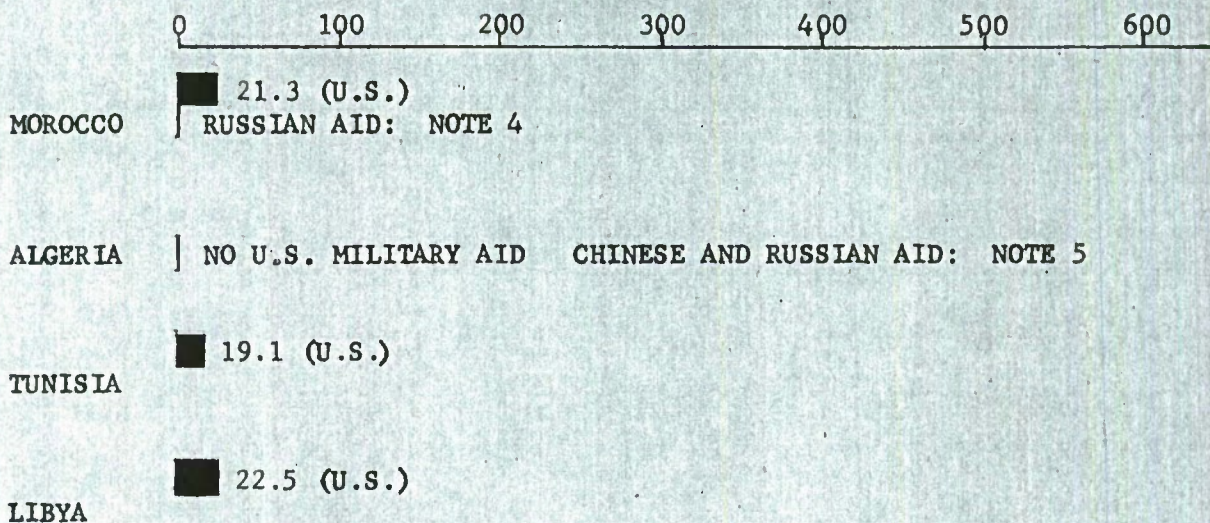 0 100 200 300 400 500 600
21.3 (U.S.)
MOROCCO RUSSIAN AID: NOTE 4
ALGERIA NO U.S. MILITARY AID CHINESE AND RUSSIAN AID: NOTE 5
19.1 (U.S.)
TUNISIA
22.5 (U.S.)
LIBYA